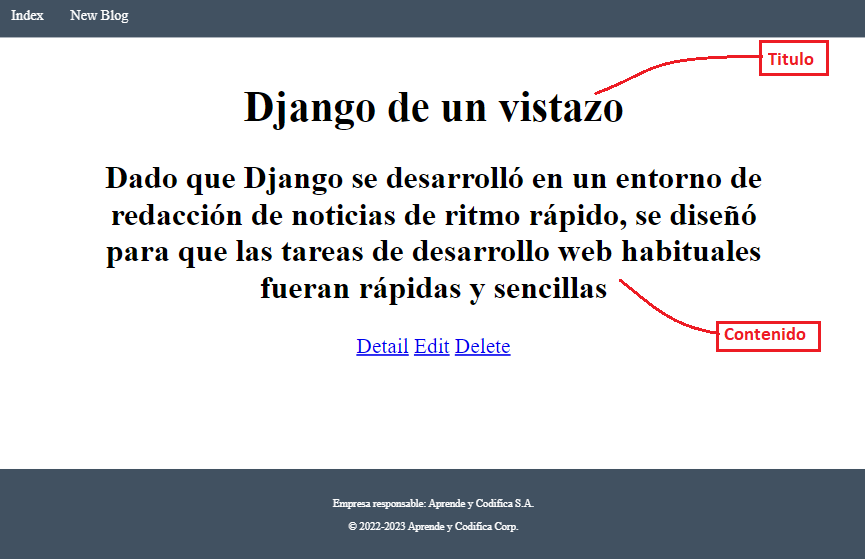 Index New Blog
Titulo
Django de un vistazo
Dado que Django se desarrolló en un entorno de
redacción de noticias de ritmo rápido, se diseñó
para que las tareas de desarrollo web habituales
fueran rápidas y sencillas
Contenido
Detail Edit Delete
Empresa responsable: Aprende y Codifica S.A.
© 2022-2023 Aprende y Codifica Corp.